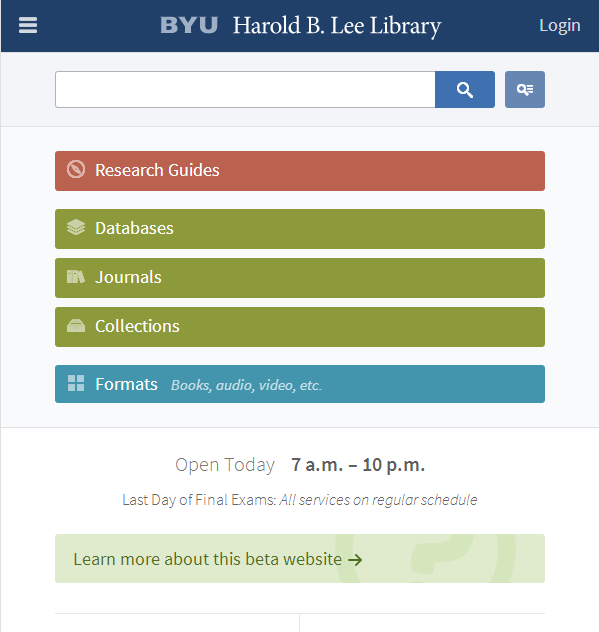 BYU Harold B. Lee Library Login
Research Guides
Databases
Journals
Collections
Formats Books, audio, video, etc.
Open Today 7 a.m. – 10 p.m.
Last Day of Final Exams: All services on regular schedule
Learn more about this beta website →